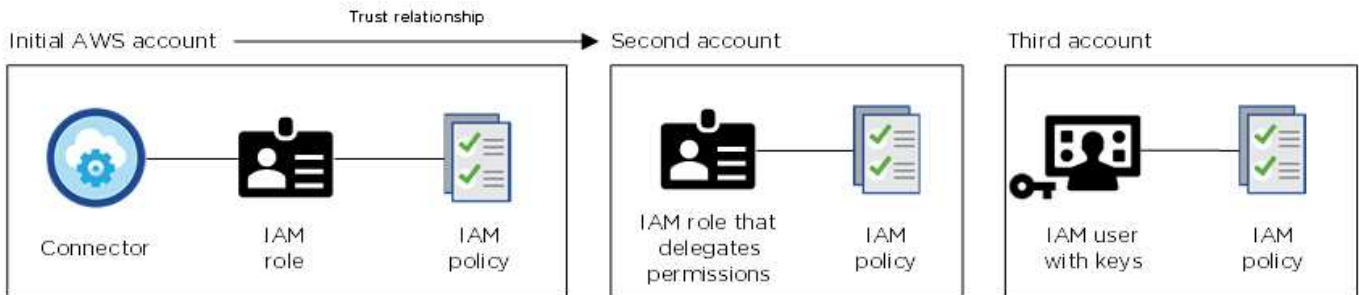 Trust relationship
Initial AWS account
Second account
Third account
Connector
IAM
role
IAM
policy
IAM role that
delegates
permissions
IAM
policy
IAM user
with keys
IAM
policy